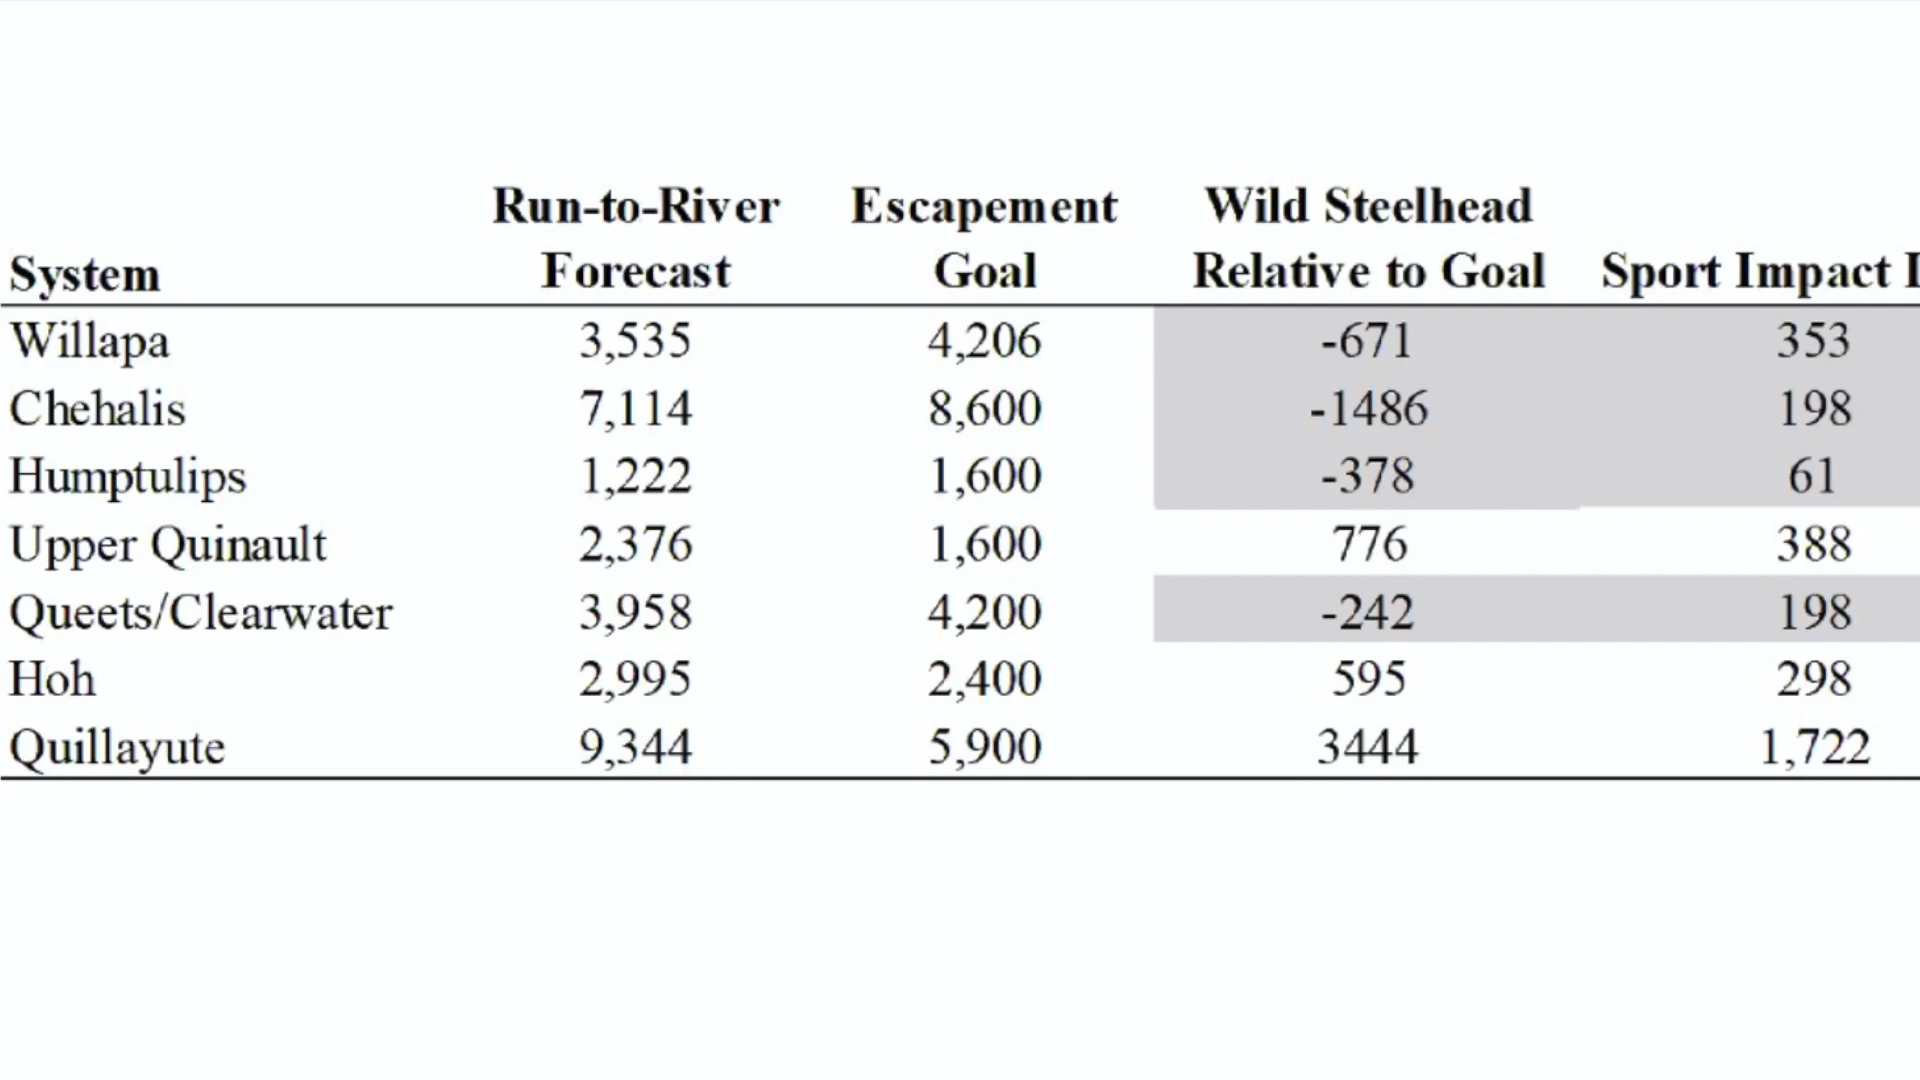 Run-to-River Escapement Wild Steelhead
System Forecast Goal Relative to Goal Sport Impact
Willapa 3,535 4,206 -671 353
Chehalis 7,114 8,600 -1486 198
Humptulips 1,222 1,600 -378 61
Upper Quinault 2,376 1,600 776 388
Queets/Clearwater 3,958 4,200 -242 198
Hoh 2,995 2,400 595 298
Quillayute 9,344 5,900 3444 1,722